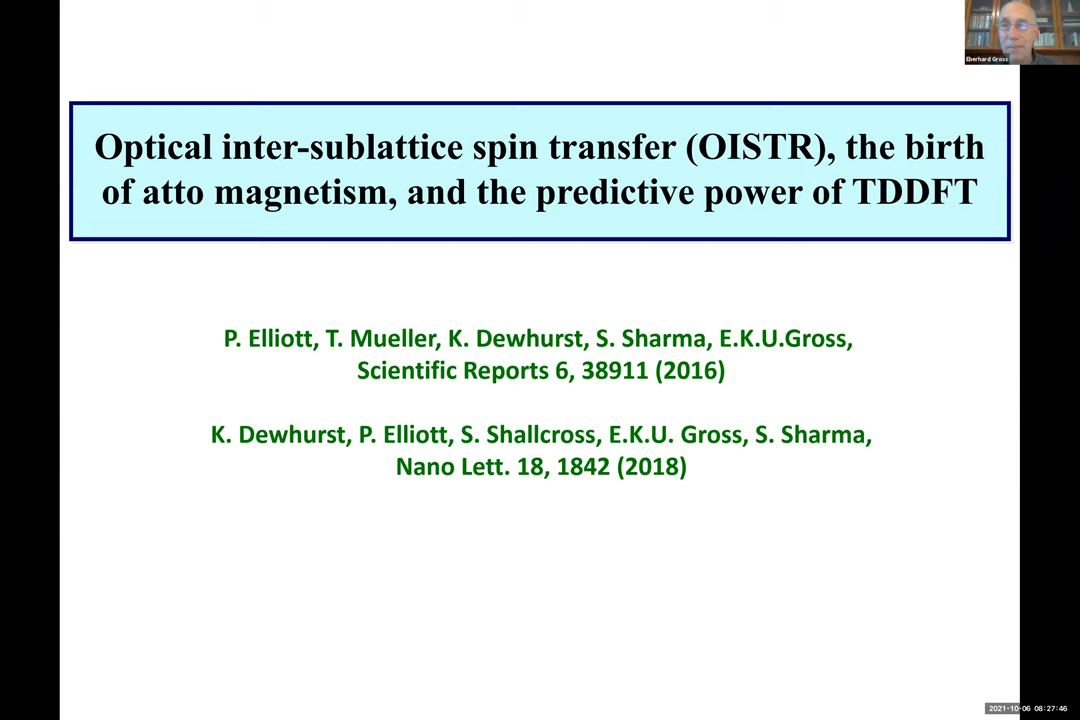 Eberhard Gross
Optical inter-sublattice spin transfer (OISTR), the birth
of atto magnetism, and the predictive power of TDDFT
P. Elliott, T. Mueller, K. Dewhurst, S. Sharma, E.K.U.Gross,
Scientific Reports 6, 38911 (2016)
K. Dewhurst, P. Elliott, S. Shallcross, E.K.U. Gross, S. Sharma,
Nano Lett. 18, 1842 (2018)
2021-10-06 08:27:46